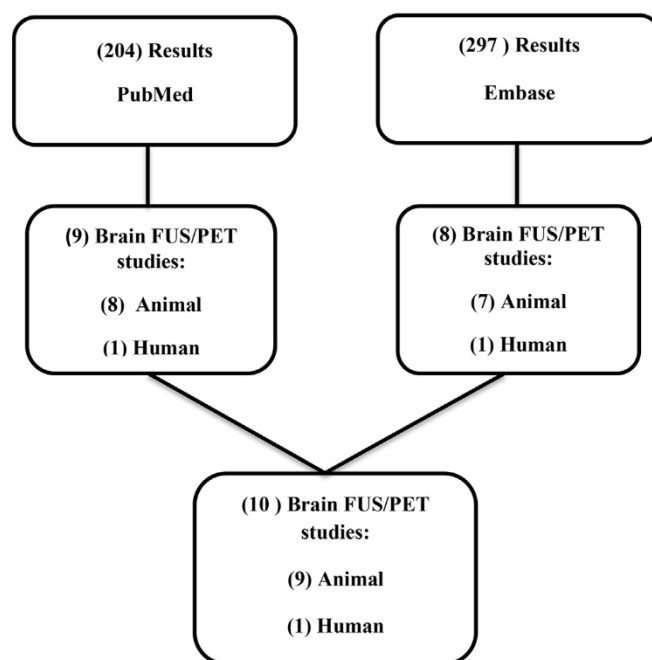 (204) Results
PubMed
(297 ) Results
Embase
(9) Brain FUS/PET
studies:
(8) Animal
(1) Human
(8) Brain FUS/PET
studies:
(7) Animal
(1) Human
(10 ) Brain FUS/PET
studies:
(9) Animal
(1) Human